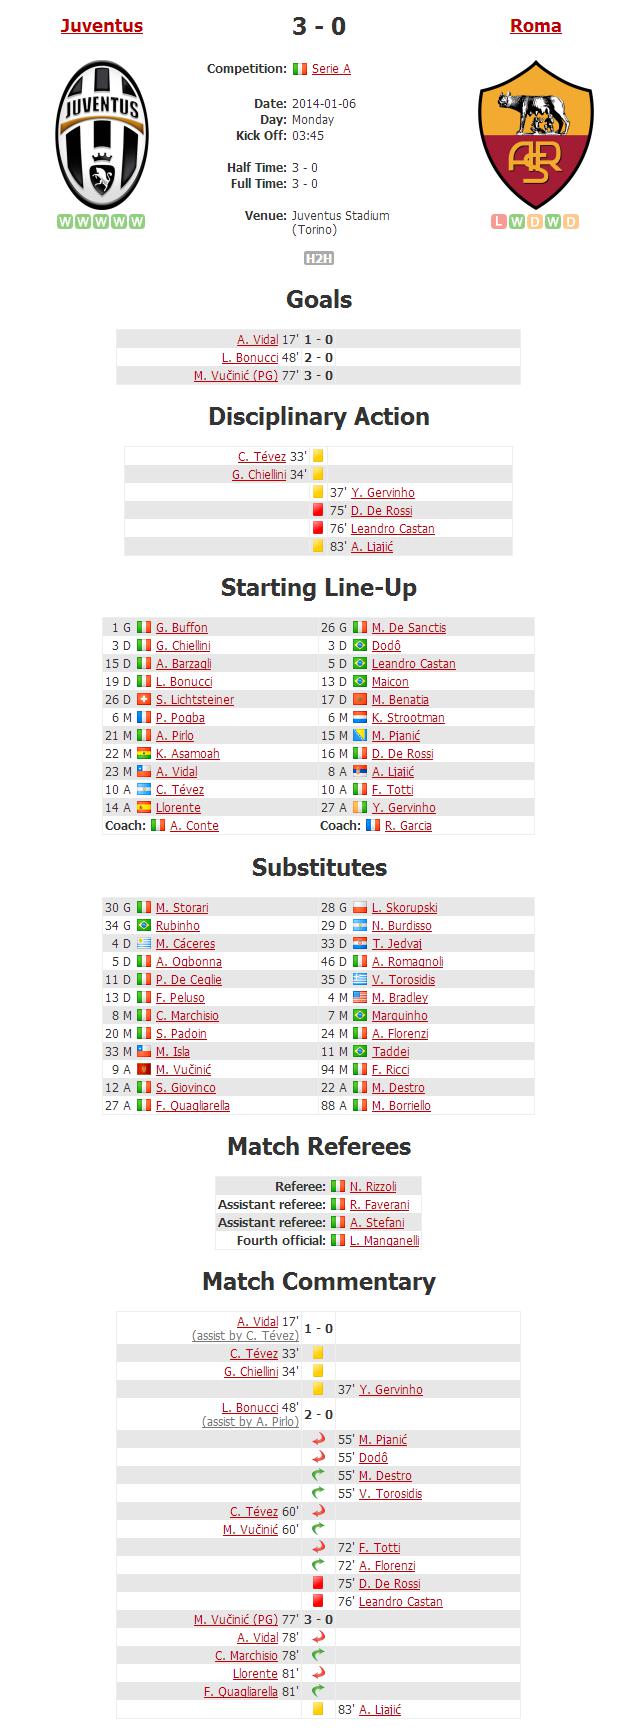 Juventus 3 - 0 Roma
Competition: Serie A
JUVENTUS
Date: 2014-01-06
Day: Monday
Kick Off: 03:45
ASR
Half Time: 3 - 0
Full Time: 3 - 0
Venue: Juventus Stadium
(Torino)
W W W W W
L W D W D
H2H
Goals
A. Vidal 17' 1 - 0
L. Bonucci 48' 2 - 0
M. Vučinić (PG) 77' 3 - 0
Disciplinary Action
C. Tévez 33'
G. Chiellini 34'
37' Y. Gervinho
75' D. De Rossi
76' Leandro Castan
83' A. Ljajić
Starting Line-Up
1 G G. Buffon 26 G M. De Sanctis
3 D G. Chiellini 3 D Dodô
15 D A. Barzagli 5 D Leandro Castan
19 D L. Bonucci 13 D Maicon
26 D S. Lichtsteiner 17 D M. Benatia
6 M P. Pogba 6 M K. Strootman
21 M A. Pirlo 15 M M. Pjanić
22 M K. Asamoah 16 M D. De Rossi
23 M A. Vidal 8 A A. Ljajić
10 A C. Tévez 10 A F. Totti
14 A Llorente 27 A Y. Gervinho
Coach: A. Conte Coach: R. Garcia
Substitutes
30 G M. Storari 28 G L. Skorupski
34 G Rubinho 29 D N. Burdisso
4 D M. Cáceres 33 D T. Jedvaj
5 D A. Ogbonna 46 D A. Romagnoli
11 D P. De Ceglie 35 D V. Torosidis
13 D F. Peluso 4 M M. Bradley
8 M C. Marchisio 7 M Marquinho
20 M S. Padoin 24 M A. Florenzi
33 M M. Isla 11 M Taddei
9 A M. Vučinić 94 M F. Ricci
12 A S. Giovinco 22 A M. Destro
27 A F. Quagliarella 88 A M. Borriello
Match Referees
Referee: N. Rizzoli
Assistant referee: R. Faverani
Assistant referee: A. Stefani
Fourth official: L. Manganelli
Match Commentary
A. Vidal 17' 1 - 0
(assist by C. Tévez)
C. Tévez 33'
G. Chiellini 34'
37' Y. Gervinho
L. Bonucci 48' 2 - 0
(assist by A. Pirlo)
55' M. Pjanić
55' Dodô
55' M. Destro
55' V. Torosidis
C. Tévez 60'
M. Vučinić 60'
72' F. Totti
72' A. Florenzi
75' D. De Rossi
76' Leandro Castan
M. Vučinić (PG) 77' 3 - 0
A. Vidal 78'
C. Marchisio 78'
Llorente 81'
F. Quagliarella 81'
83' A. Ljajić